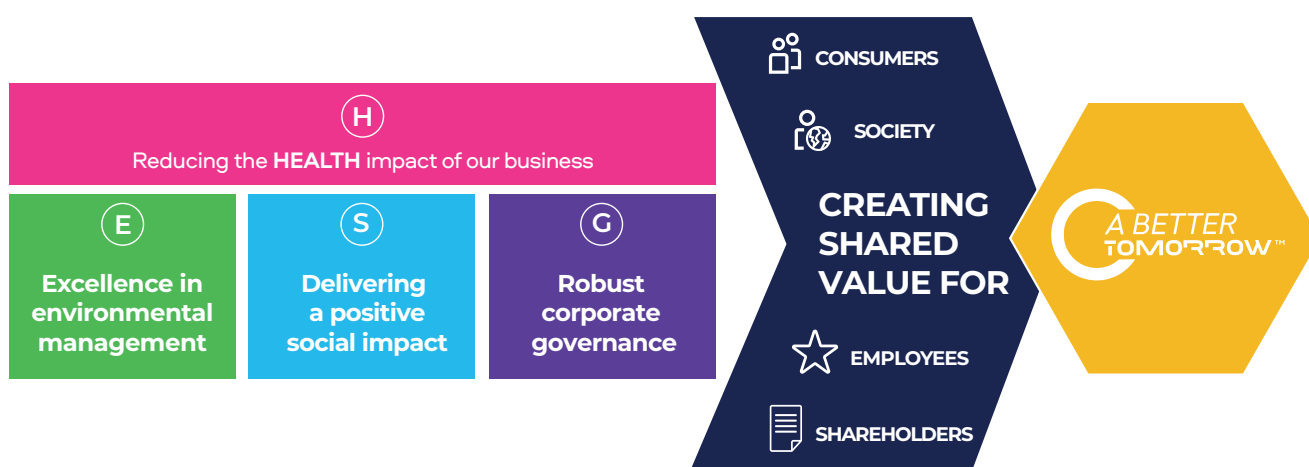 H
Reducing the HEALTH impact of our business
E
Excellence in
environmental
management
S
Delivering
a positive
social impact
G
Robust
corporate
governance
CONSUMERS
SOCIETY
CREATING
SHARED
VALUE FOR
EMPLOYEES
SHAREHOLDERS
A BETTER
TOMORROW™